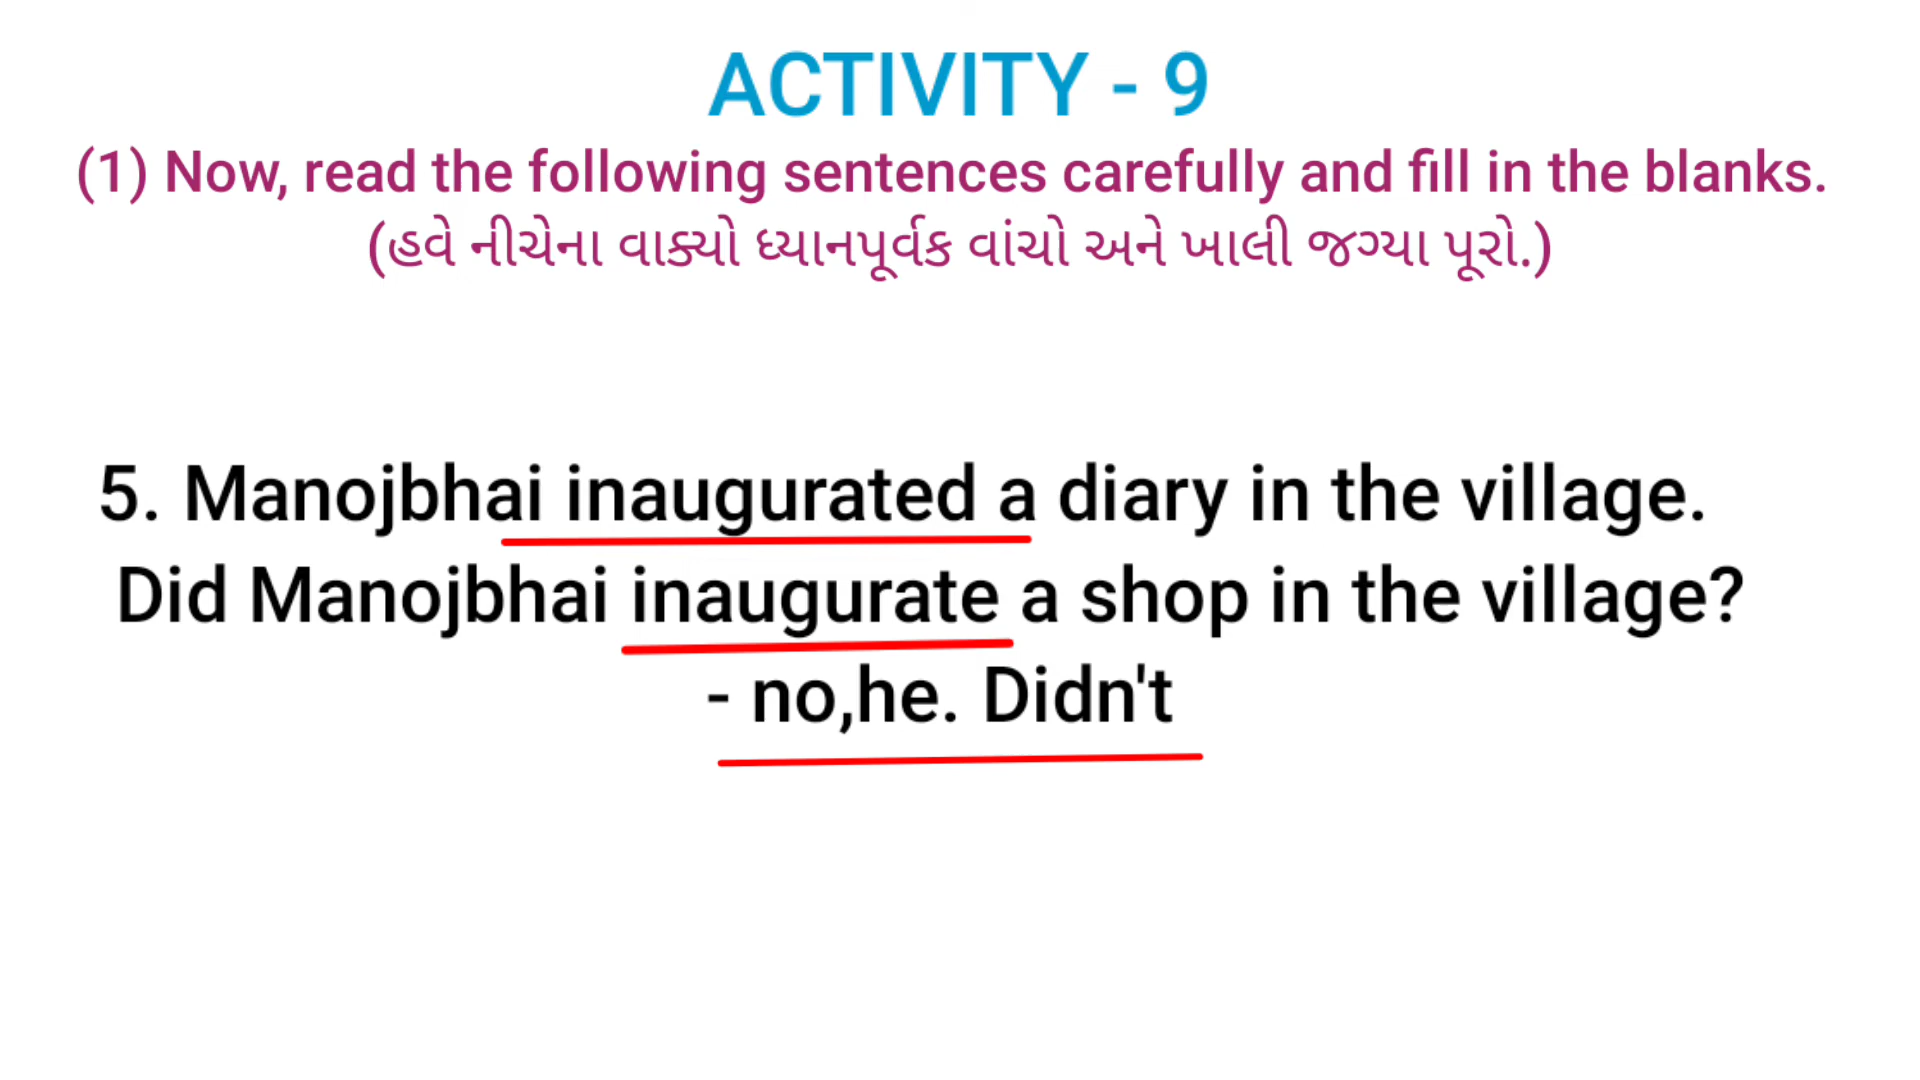 ACTIVITY - 9
(1) Now, read the following sentences carefully and fill in the blanks.
(હવે નીચેના વાક્યો ધ્યાનપૂર્વક વાંચો અને ખાલી જગ્યા પૂરો.)
5. Manojbhai inaugurated a diary in the village.
Did Manojbhai inaugurate a shop in the village?
- no,he. Didn't